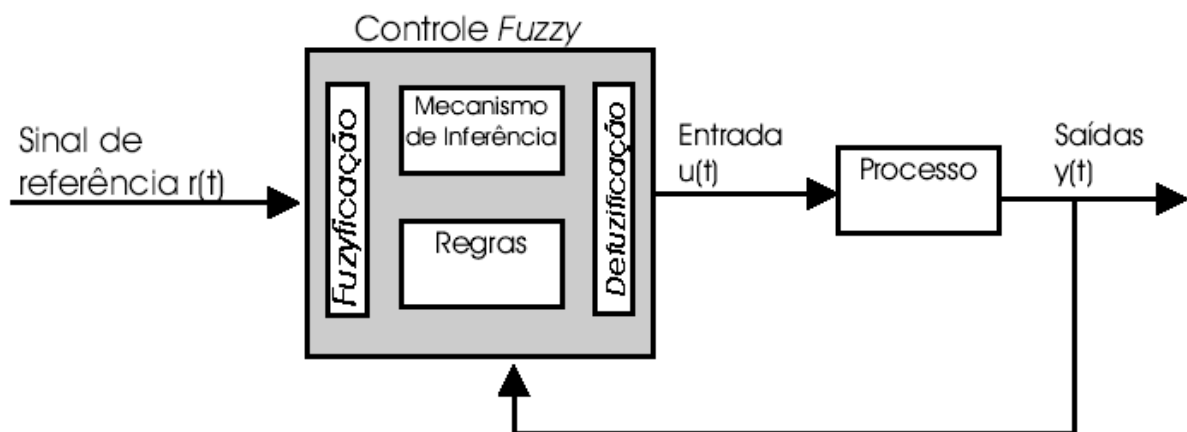 Controle Fuzzy
Sinal de
referência r(t)
Fuzyficação
Mecanismo
de Inferência
Regras
Defuzificação
Entrada
u(t)
Processo
Saídas
y(t)